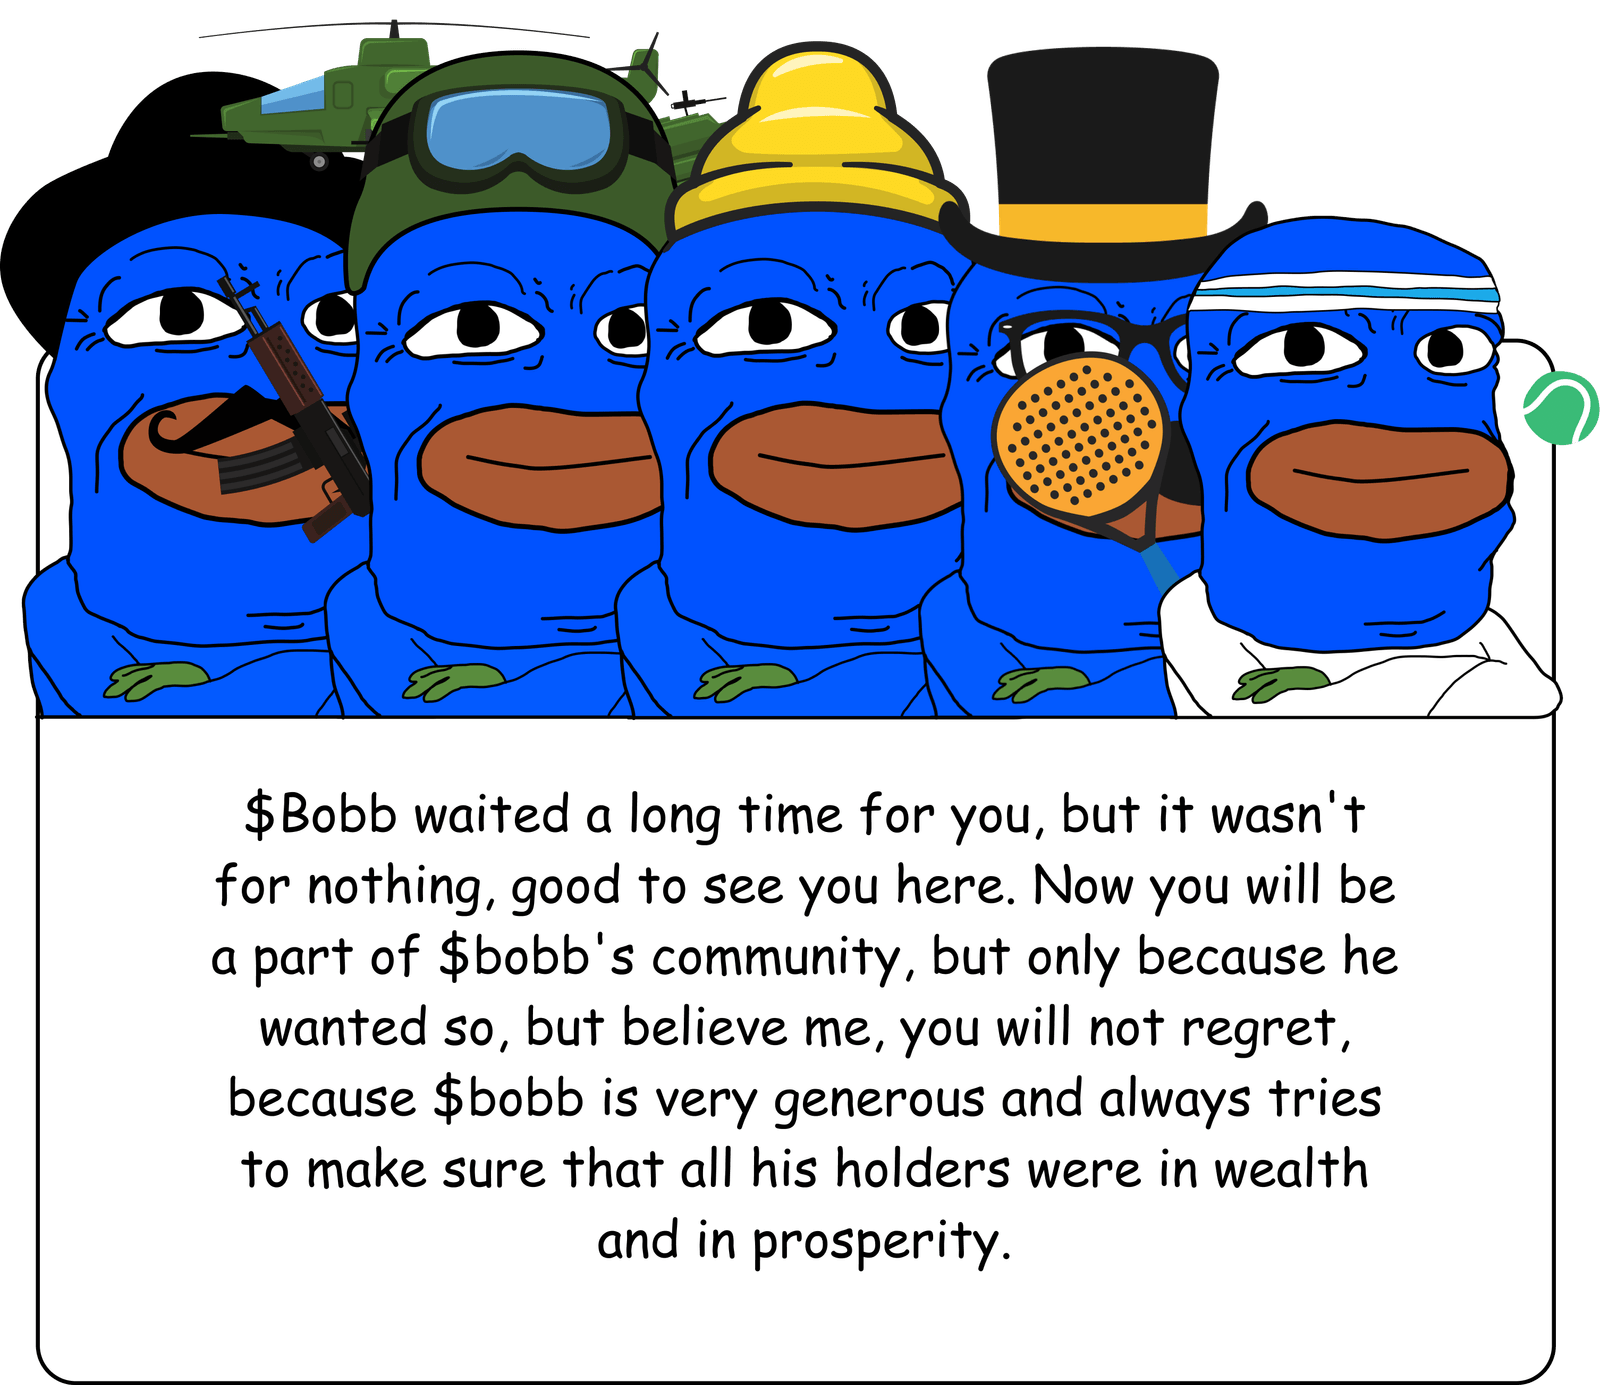 $Bobb waited a long time for you, but it wasn't
for nothing, good to see you here. Now you will be
a part of $bobb's community, but only because he
wanted so, but believe me, you will not regret,
because $bobb is very generous and always tries
to make sure that all his holders were in wealth
and in prosperity.